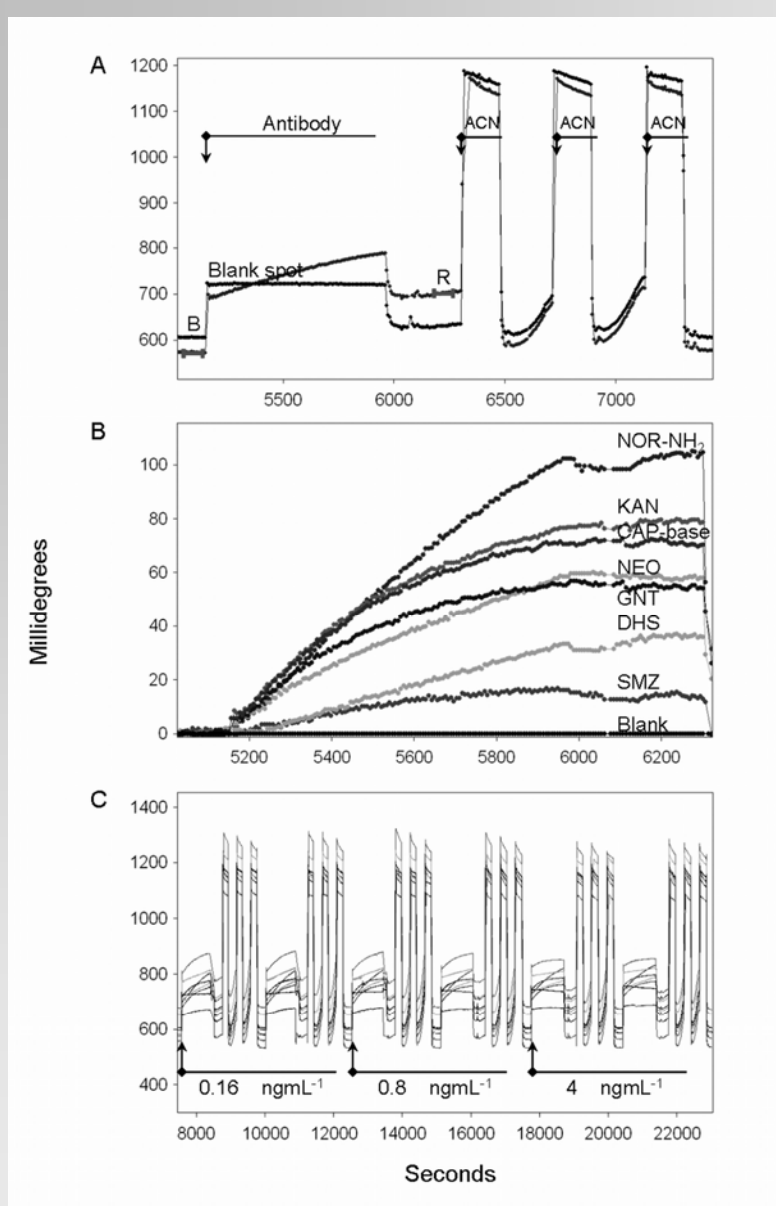 A
1200
1100
1000
900
800
700
600
Antibody
ACN
ACN
ACN
Blank spot
R
B
5500
6000
6500
7000
B
100
80
60
40
20
0
NOR-NH2
KAN
CAP-base
NEO
GNT
DHS
SMZ
Blank
5200
5400
5600
5800
6000
6200
Millidegrees
C
1400
1200
1000
800
600
400
0.16 ngmL⁻¹
0.8 ngmL⁻¹
4 ngmL⁻¹
8000
10000
12000
14000
16000
18000
20000
22000
Seconds